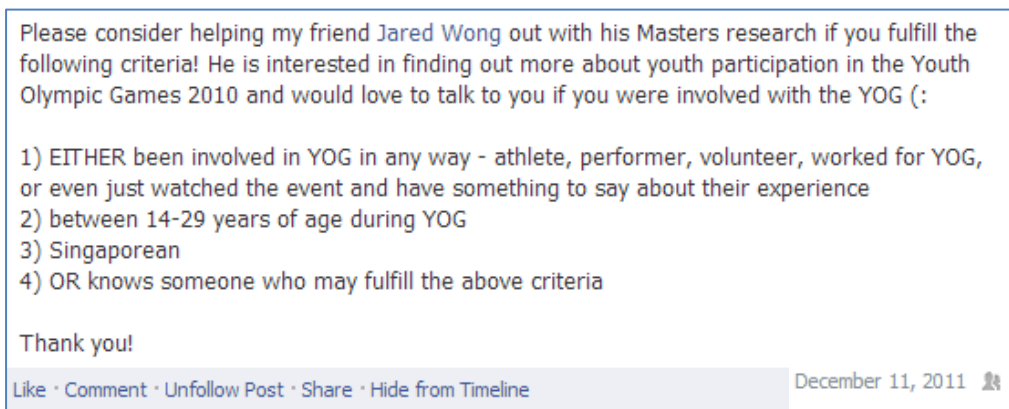 Please consider helping my friend Jared Wong out with his Masters research if you fulfill the
following criteria! He is interested in finding out more about youth participation in the Youth
Olympic Games 2010 and would love to talk to you if you were involved with the YOG (:
1) EITHER been involved in YOG in any way - athlete, performer, volunteer, worked for YOG,
or even just watched the event and have something to say about their experience
2) between 14-29 years of age during YOG
3) Singaporean
4) OR knows someone who may fulfill the above criteria
Thank you!
Like · Comment · Unfollow Post · Share · Hide from Timeline
December 11, 2011